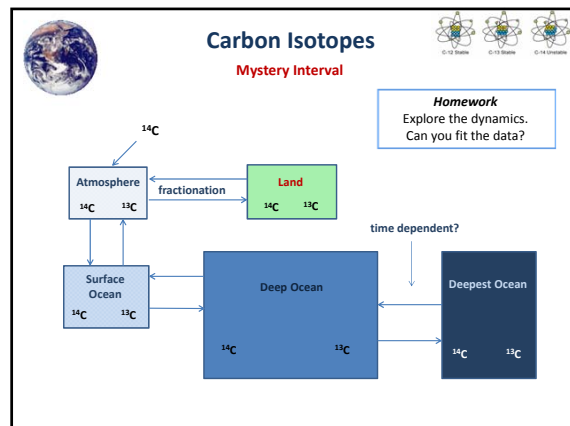 Carbon Isotopes
Mystery Interval
C-12 Stable
C-13 Stable
C-14 Unstable
Homework
Explore the dynamics.
Can you fit the data?
¹⁴C
Atmosphere
¹⁴C ¹³C
fractionation
Land
¹⁴C ¹³C
time dependent?
Surface
Ocean
¹⁴C ¹³C
Deep Ocean
¹⁴C ¹³C
Deepest Ocean
¹⁴C ¹³C